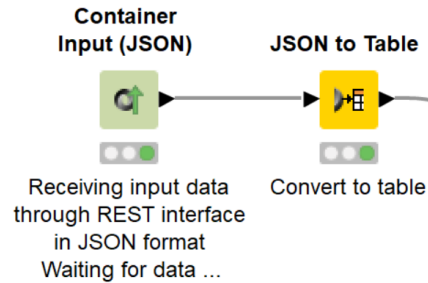 Container
Input (JSON)
JSON to Table
Receiving input data
through REST interface
in JSON format
Waiting for data ...
Convert to table